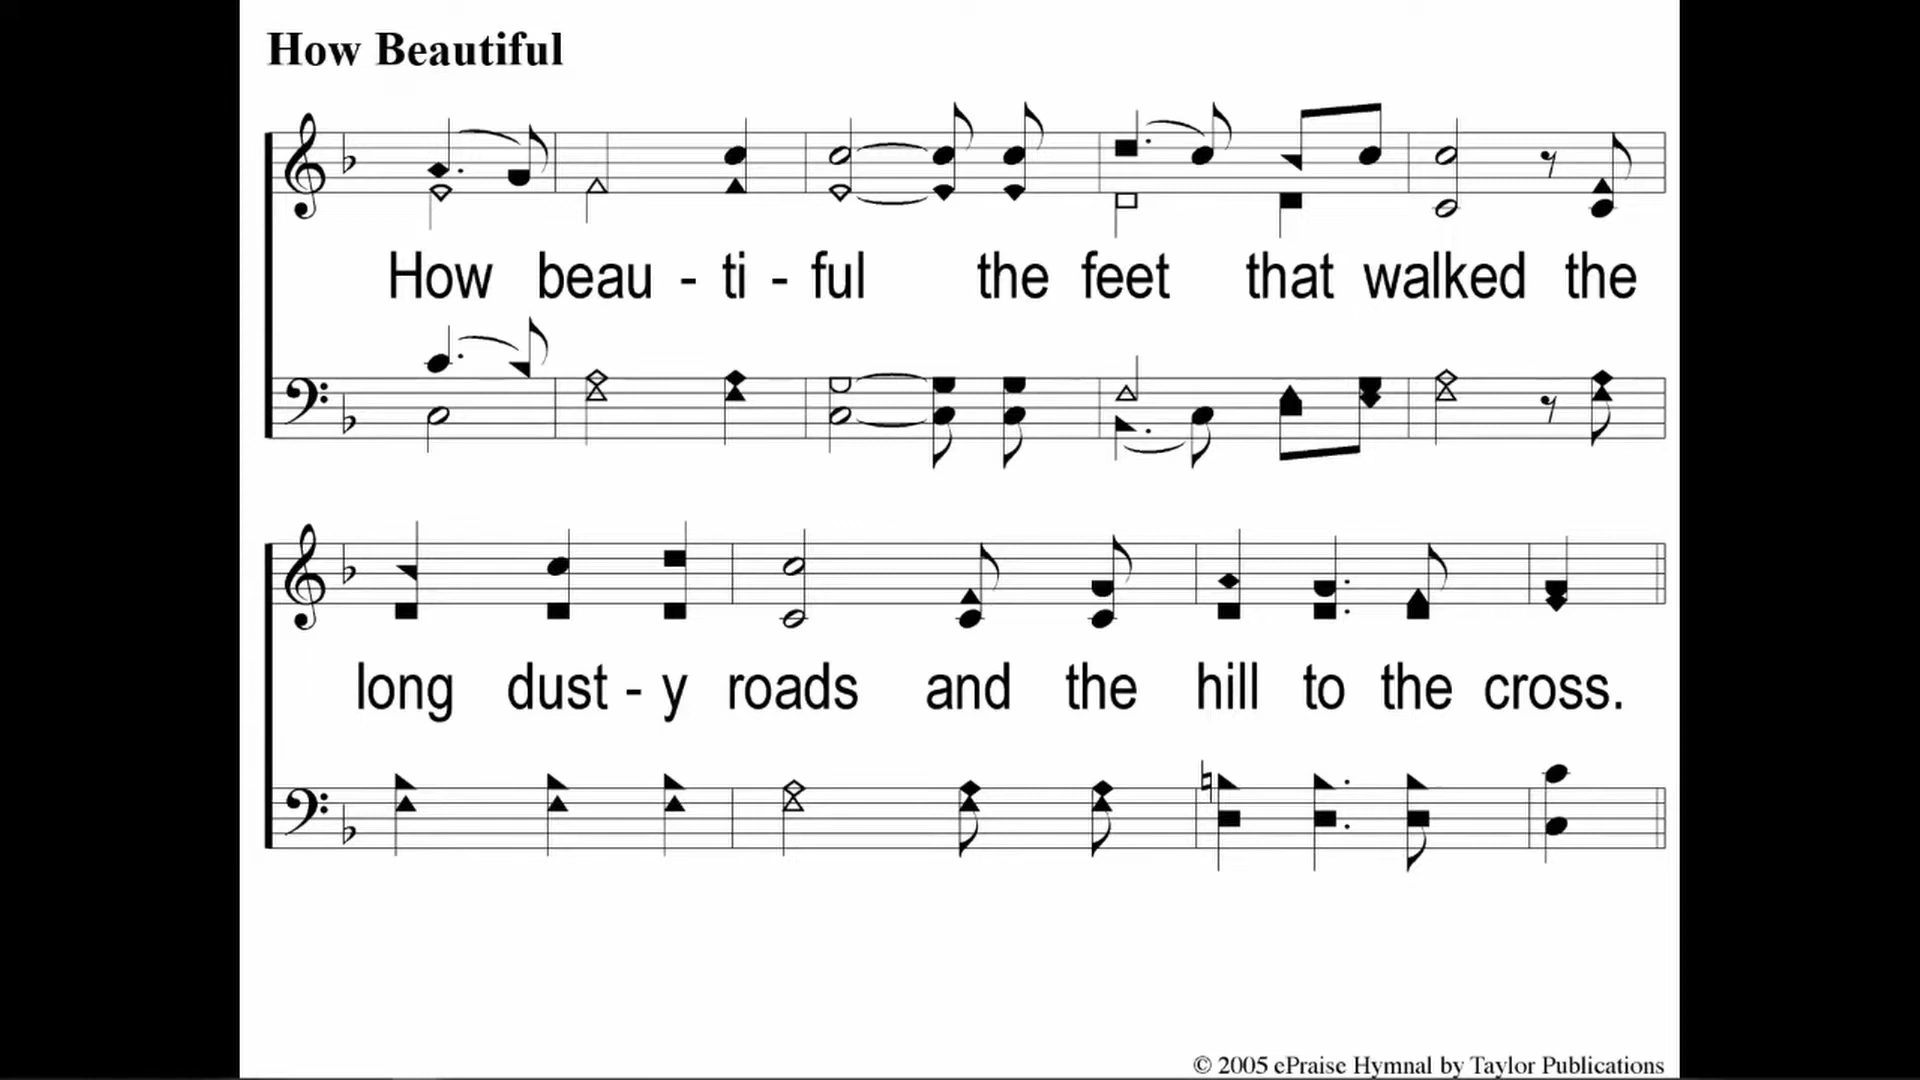 How Beautiful
How beau - ti - ful the feet that walked the
long dust - y roads and the hill to the cross.
© 2005 ePraise Hymnal by Taylor Publications